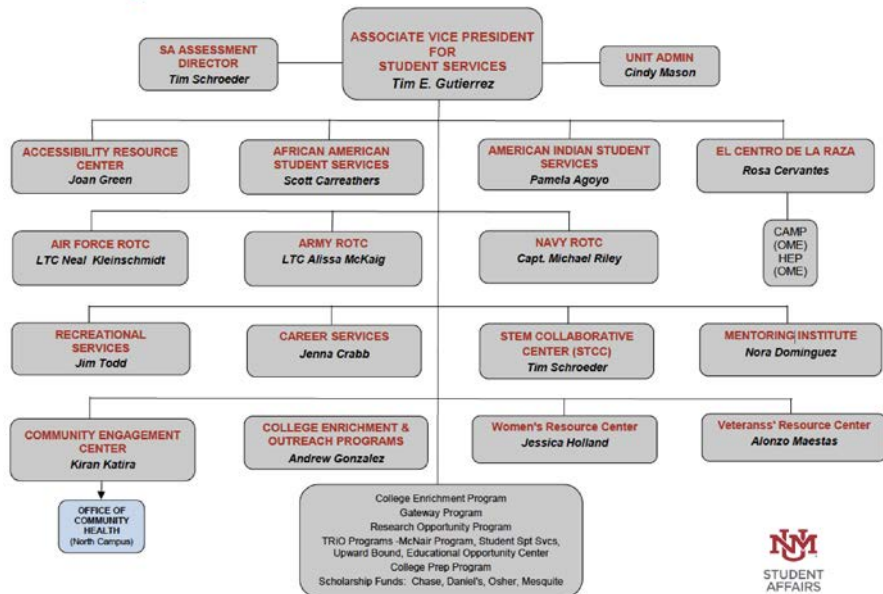 ASSOCIATE VICE PRESIDENT
FOR
STUDENT SERVICES
Tim E. Gutierrez
SA ASSESSMENT
DIRECTOR
Tim Schroeder
UNIT ADMIN
Cindy Mason
ACCESSIBILITY RESOURCE
CENTER
Joan Green
AFRICAN AMERICAN
STUDENT SERVICES
Scott Carreathers
AMERICAN INDIAN STUDENT
SERVICES
Pamela Agoyo
EL CENTRO DE LA RAZA
Rosa Cervantes
AIR FORCE ROTC
LTC Neal Kleinschmidt
ARMY ROTC
LTC Alissa McKaig
NAVY ROTC
Capt. Michael Riley
CAMP
(OME)
HEP
(OME)
RECREATIONAL
SERVICES
Jim Todd
CAREER SERVICES
Jenna Crabb
STEM COLLABORATIVE
CENTER (STCC)
Tim Schroeder
MENTORING INSTITUTE
Nora Dominguez
COMMUNITY ENGAGEMENT
CENTER
Kiran Katira
COLLEGE ENRICHMENT &
OUTREACH PROGRAMS
Andrew Gonzalez
Women's Resource Center
Jessica Holland
Veteranss' Resource Center
Alonzo Maestas
OFFICE OF
COMMUNITY
HEALTH
(North Campus)
College Enrichment Program
Gateway Program
Research Opportunity Program
TRiO Programs -McNair Program, Student Spt Svcs,
Upward Bound, Educational Opportunity Center
College Prep Program
Scholarship Funds: Chase, Daniel's, Osher, Mesquite
UNM
STUDENT
AFFAIRS